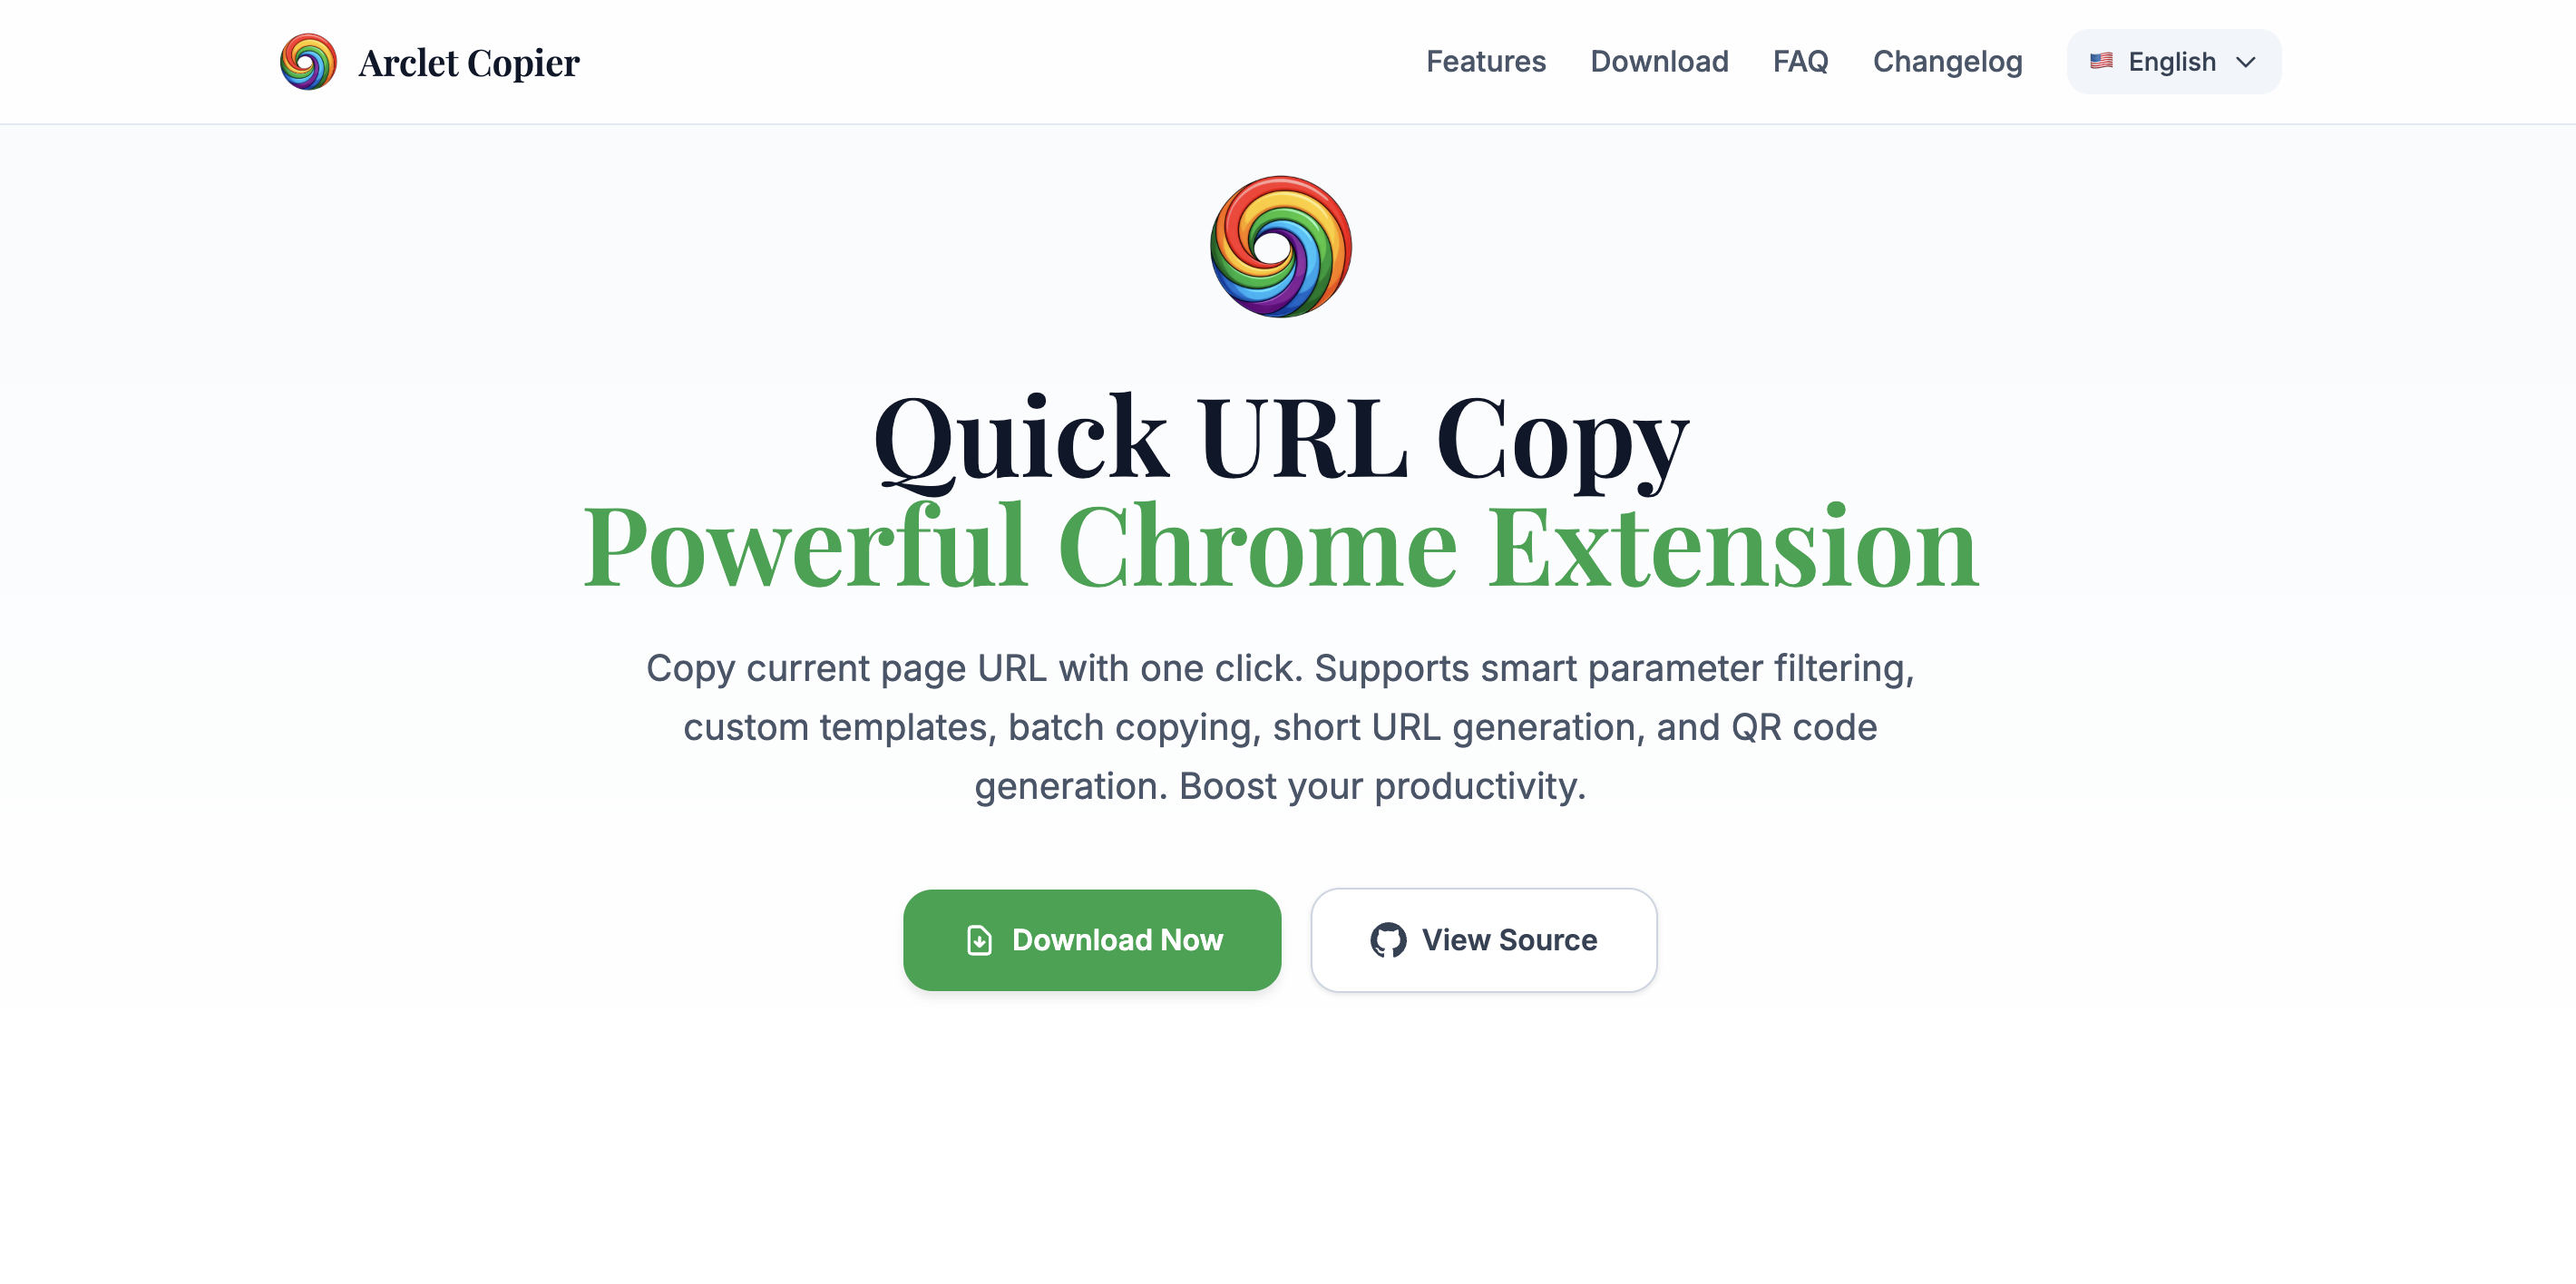 Arclet Copier
Features
Download
FAQ
Changelog
English
Quick URL Copy
Powerful Chrome Extension
Copy current page URL with one click. Supports smart parameter filtering,
custom templates, batch copying, short URL generation, and QR code
generation. Boost your productivity.
Download Now
View Source